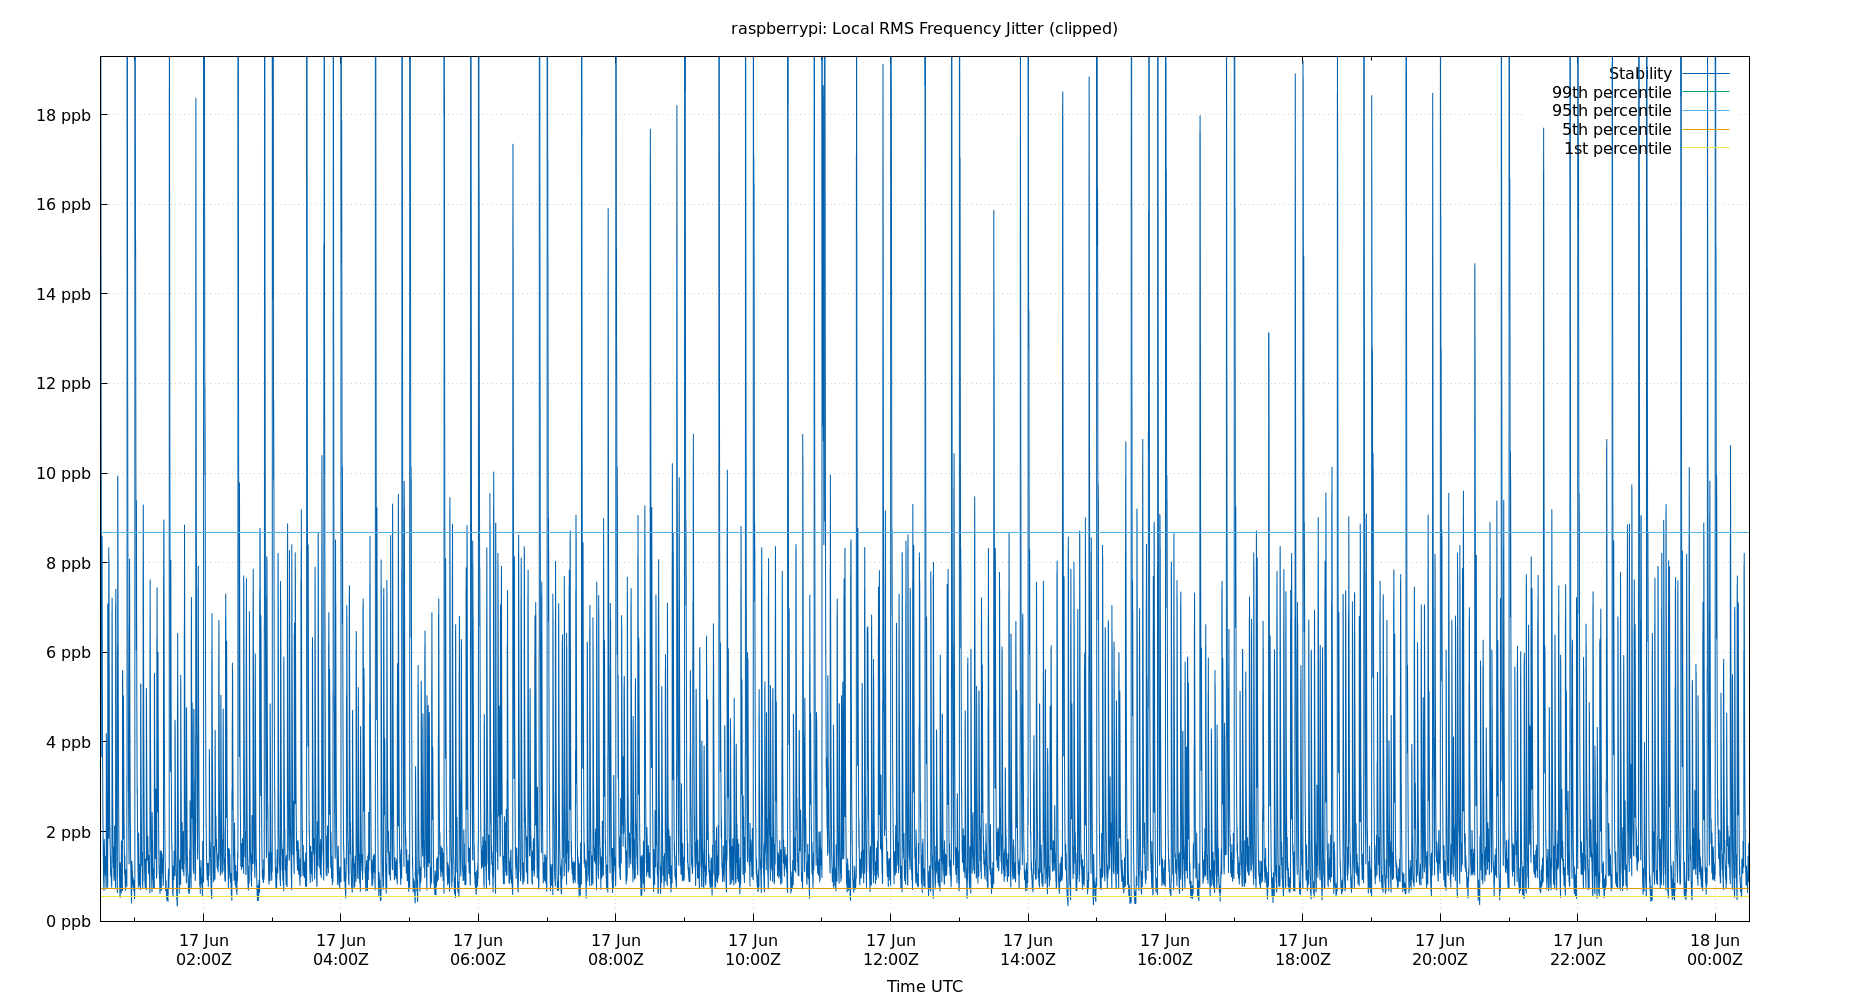 raspberrypi: Local RMS Frequency Jitter (clipped)
Stability
99th percentile
95th percentile
5th percentile
1st percentile
18 ppb
16 ppb
14 ppb
12 ppb
10 ppb
8 ppb
6 ppb
4 ppb
2 ppb
0 ppb
17 Jun 17 Jun 17 Jun 17 Jun 17 Jun 17 Jun 17 Jun 17 Jun 17 Jun 17 Jun 17 Jun 18 Jun
02:00Z 04:00Z 06:00Z 08:00Z 10:00Z 12:00Z 14:00Z 16:00Z 18:00Z 20:00Z 22:00Z 00:00Z
Time UTC